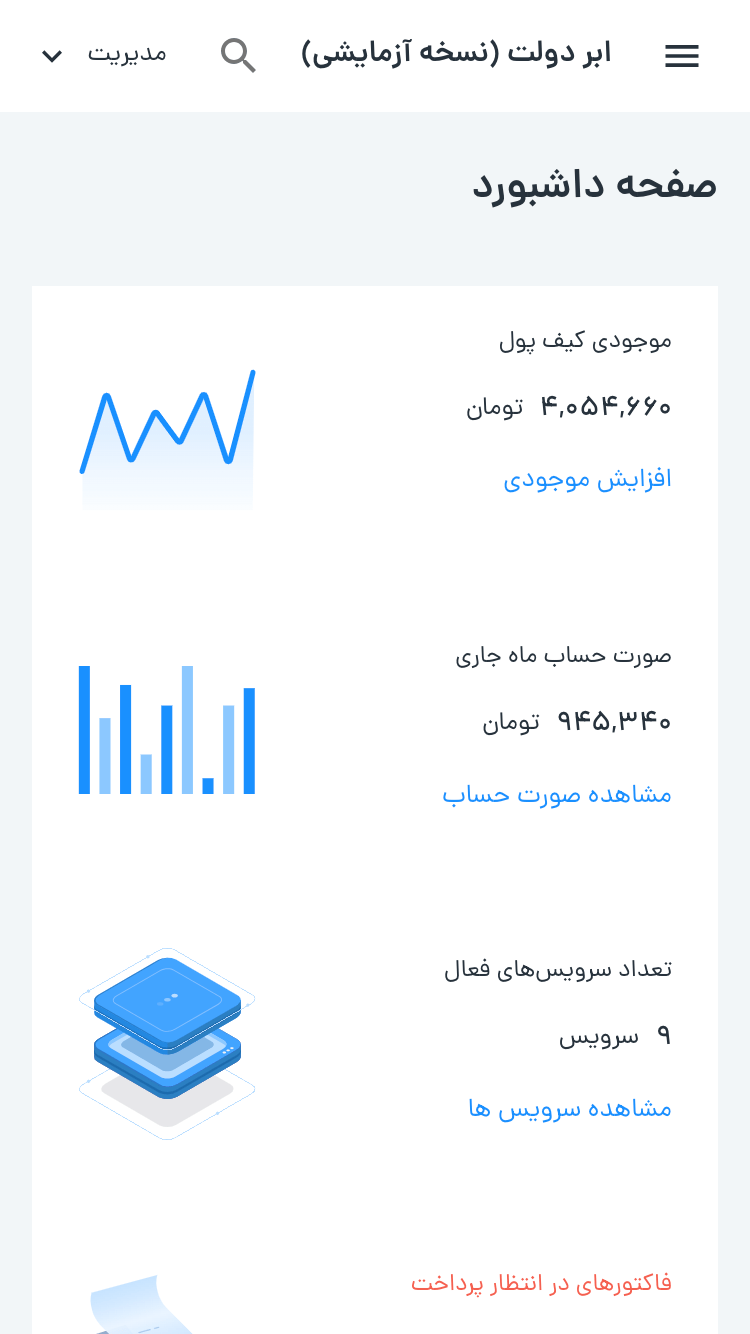 ابر دولت (نسخه آزمایشی)
مدیریت
صفحه داشبورد
موجودی کیف پول
۴,۰۵۴,۶۶۰ تومان
افزایش موجودی
صورت حساب ماه جاری
۹۴۵,۳۴۰ تومان
مشاهده صورت حساب
تعداد سرویس‌های فعال
۹ سرویس
مشاهده سرویس ها
فاکتورهای در انتظار پرداخت